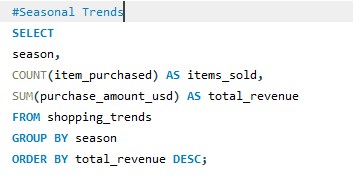 #Seasonal Trends
SELECT
season,
COUNT(item_purchased) AS items_sold,
SUM(purchase_amount_usd) AS total_revenue
FROM shopping_trends
GROUP BY season
ORDER BY total_revenue DESC;